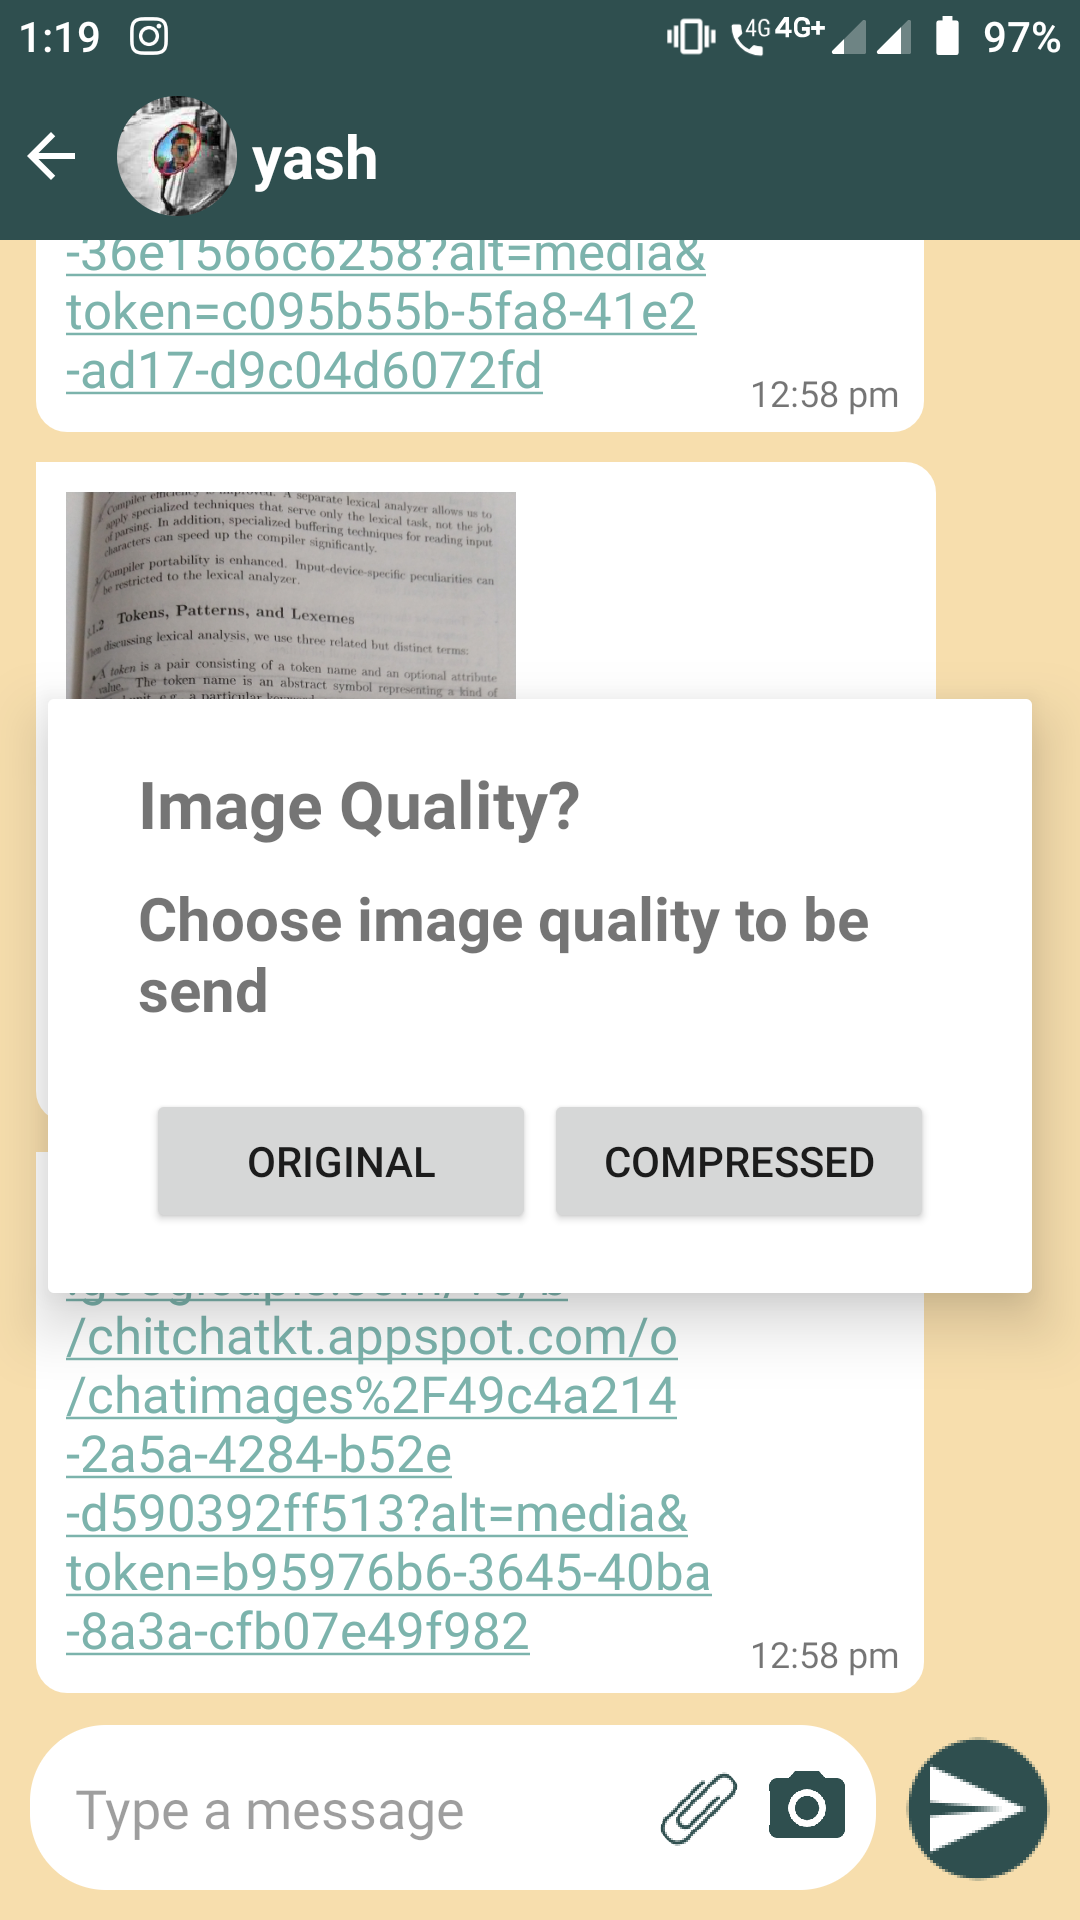 1:19 4G 4G+ 97%
yash
-36e1566c6258?alt=media&
token=c095b55b-5fa8-41e2
-ad17-d9c04d6072fd
12:58 pm
Compiler efficiency is improved. A separate lexical analyzer allows us to
apply specialized techniques that serve only the lexical task, not the job
of parsing. In addition, specialized buffering techniques for reading input
characters can speed up the compiler significantly.
Compiler portability is enhanced. Input-device-specific peculiarities can
be restricted to the lexical analyzer.
3.1.2 Tokens, Patterns, and Lexemes
When discussing lexical analysis, we use three related but distinct terms:
• A token is a pair consisting of a token name and an optional attribute
value. The token name is an abstract symbol representing a kind of
a particular
Image Quality?
Choose image quality to be
send
ORIGINAL COMPRESSED
/chitchatkt.appspot.com/o
/chatimages%2F49c4a214
-2a5a-4284-b52e
-d590392ff513?alt=media&
token=b95976b6-3645-40ba
-8a3a-cfb07e49f982
12:58 pm
Type a message